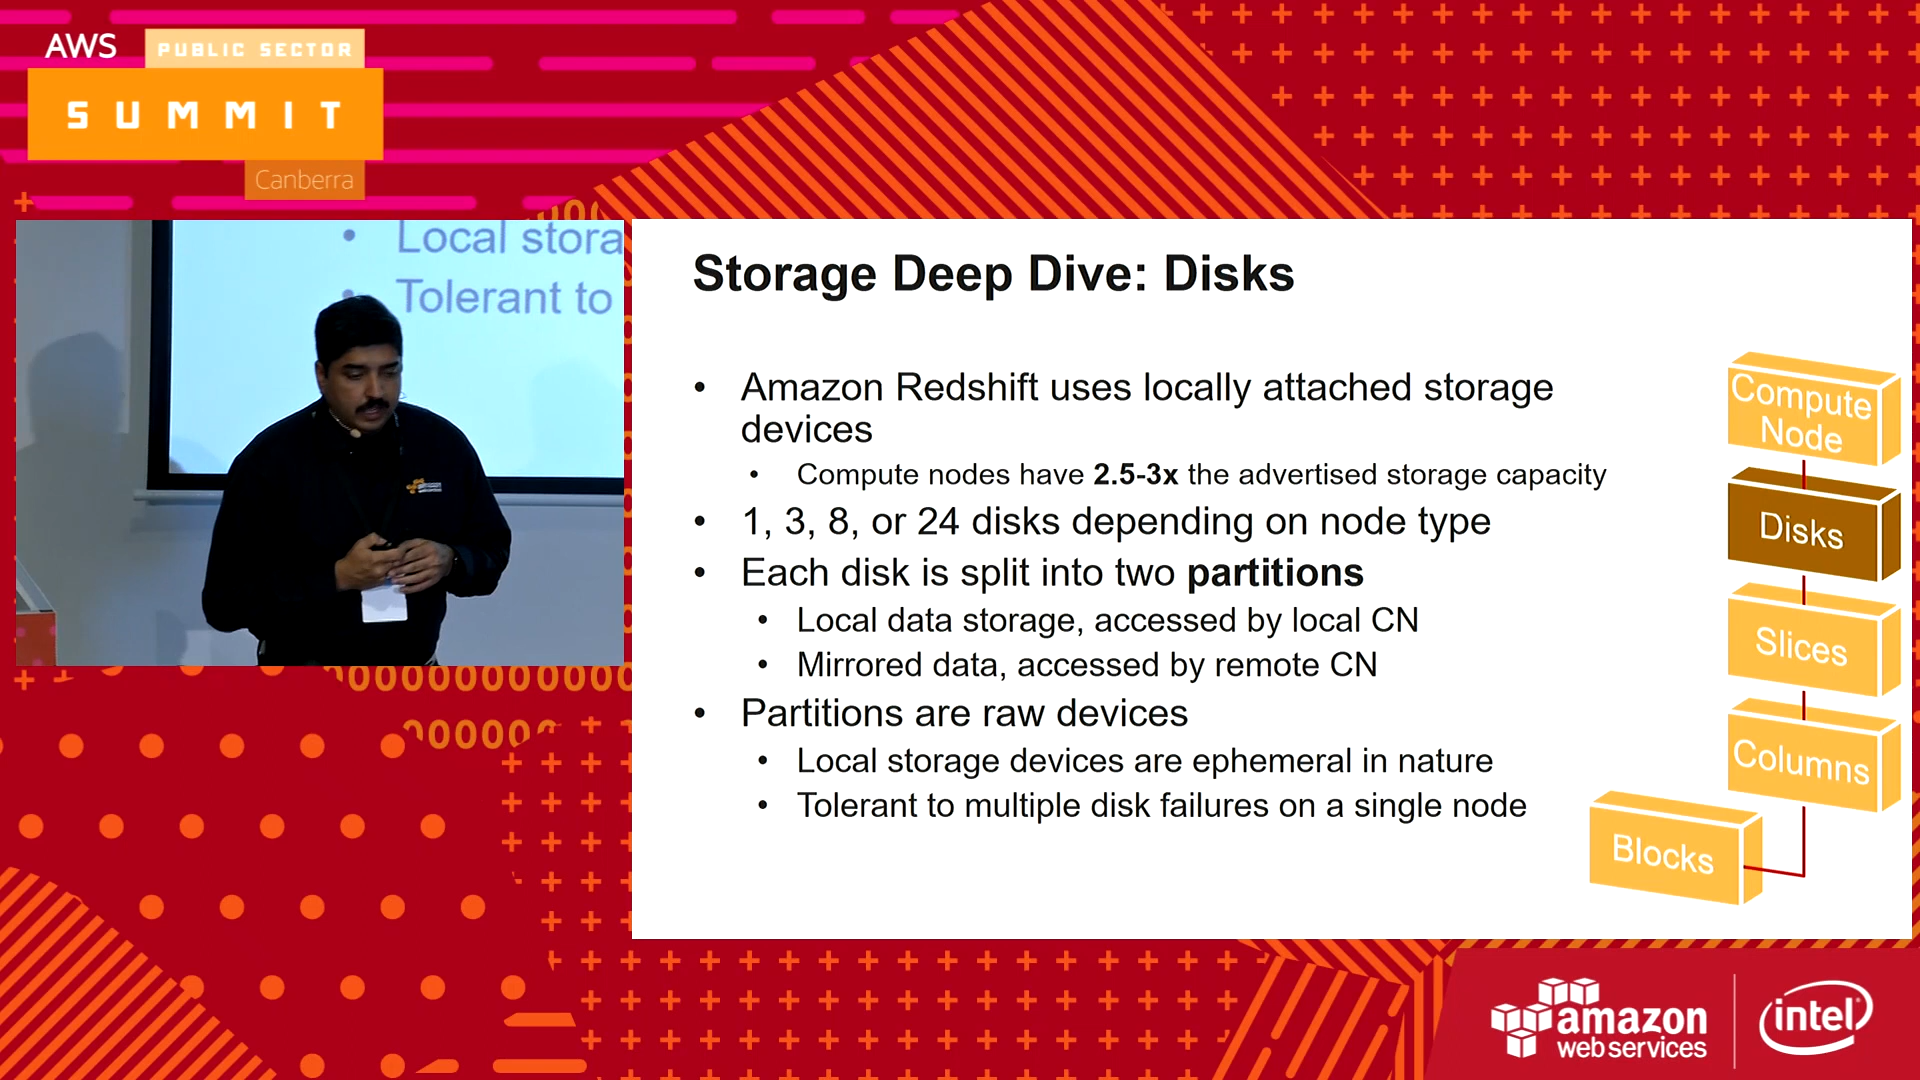 AWS PUBLIC SECTOR
SUMMIT
Canberra
• Local stora
• Tolerant to
Storage Deep Dive: Disks
• Amazon Redshift uses locally attached storage
devices
• Compute nodes have 2.5-3x the advertised storage capacity
• 1, 3, 8, or 24 disks depending on node type
• Each disk is split into two partitions
• Local data storage, accessed by local CN
• Mirrored data, accessed by remote CN
• Partitions are raw devices
• Local storage devices are ephemeral in nature
• Tolerant to multiple disk failures on a single node
Compute
Node
Disks
Slices
Columns
Blocks
amazon
web services
intel